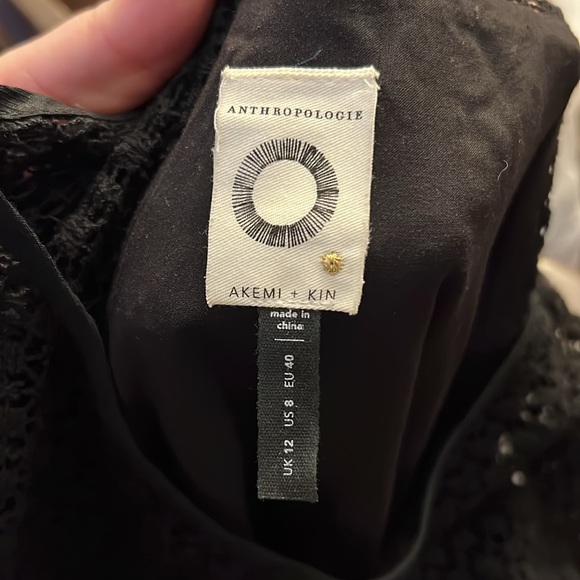 ANTHROPOLOGIE
AKEMI + KIN
made in
china
UK 12 US 8 EU 40